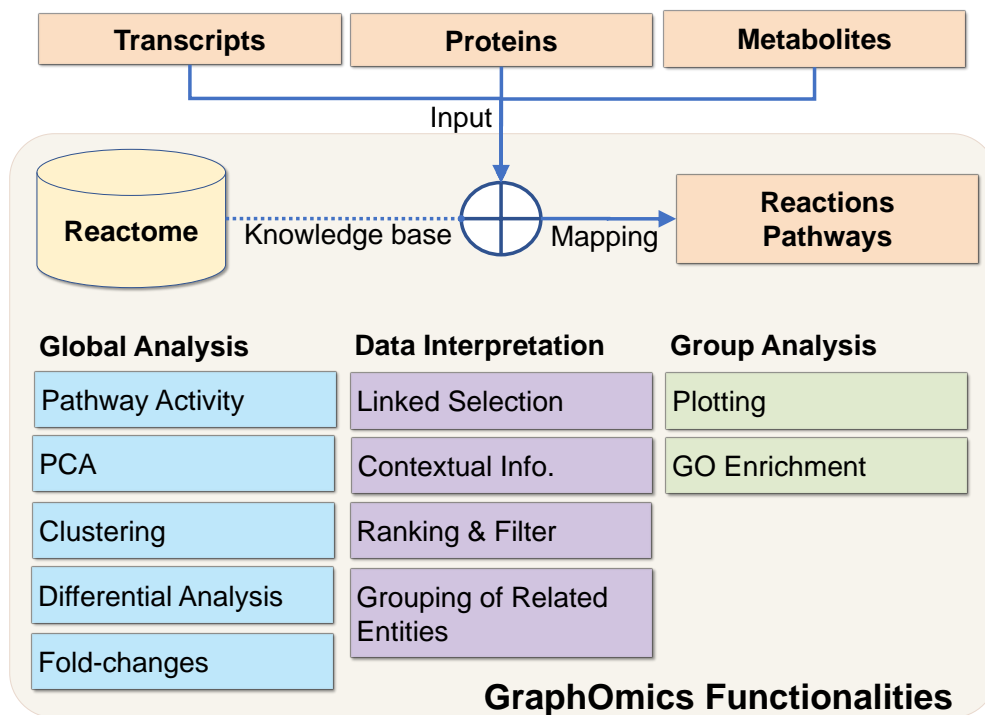 Transcripts
Proteins
Metabolites
Input
Reactome
Knowledge base
Mapping
Reactions
Pathways
Global Analysis
Pathway Activity
PCA
Clustering
Differential Analysis
Fold-changes
Data Interpretation
Linked Selection
Contextual Info.
Ranking & Filter
Grouping of Related
Entities
Group Analysis
Plotting
GO Enrichment
GraphOmics Functionalities